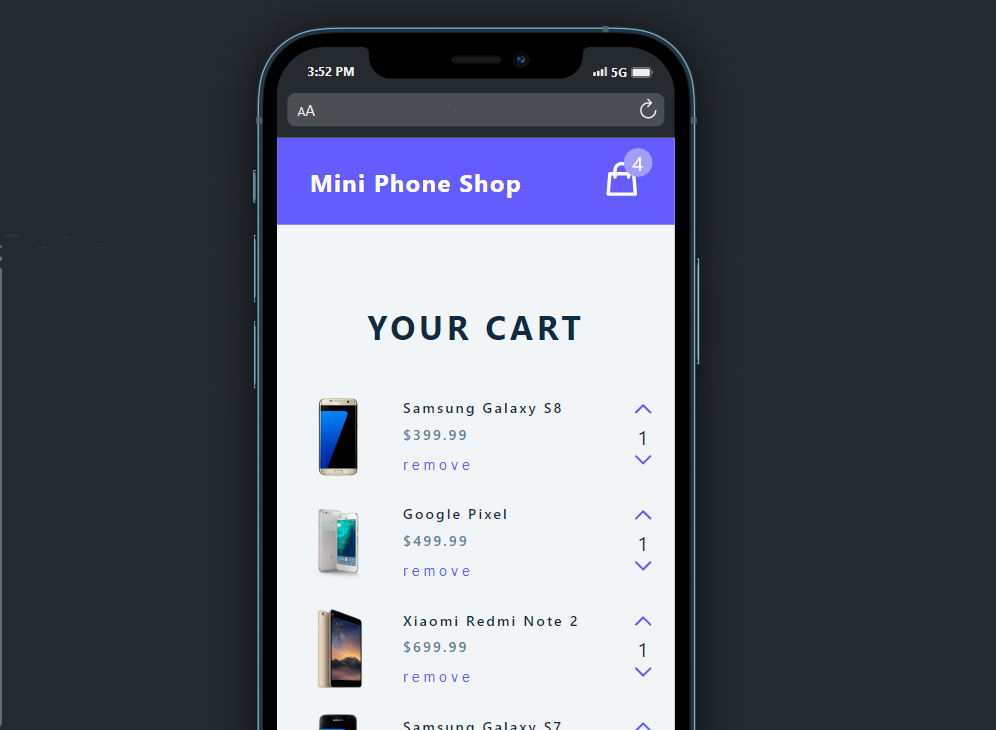 3:52 PM
5G
AA
Mini Phone Shop
4
YOUR CART
Samsung Galaxy S8
$399.99
remove
1
Google Pixel
$499.99
remove
1
Xiaomi Redmi Note 2
$699.99
remove
1
Samsung Galaxy S7